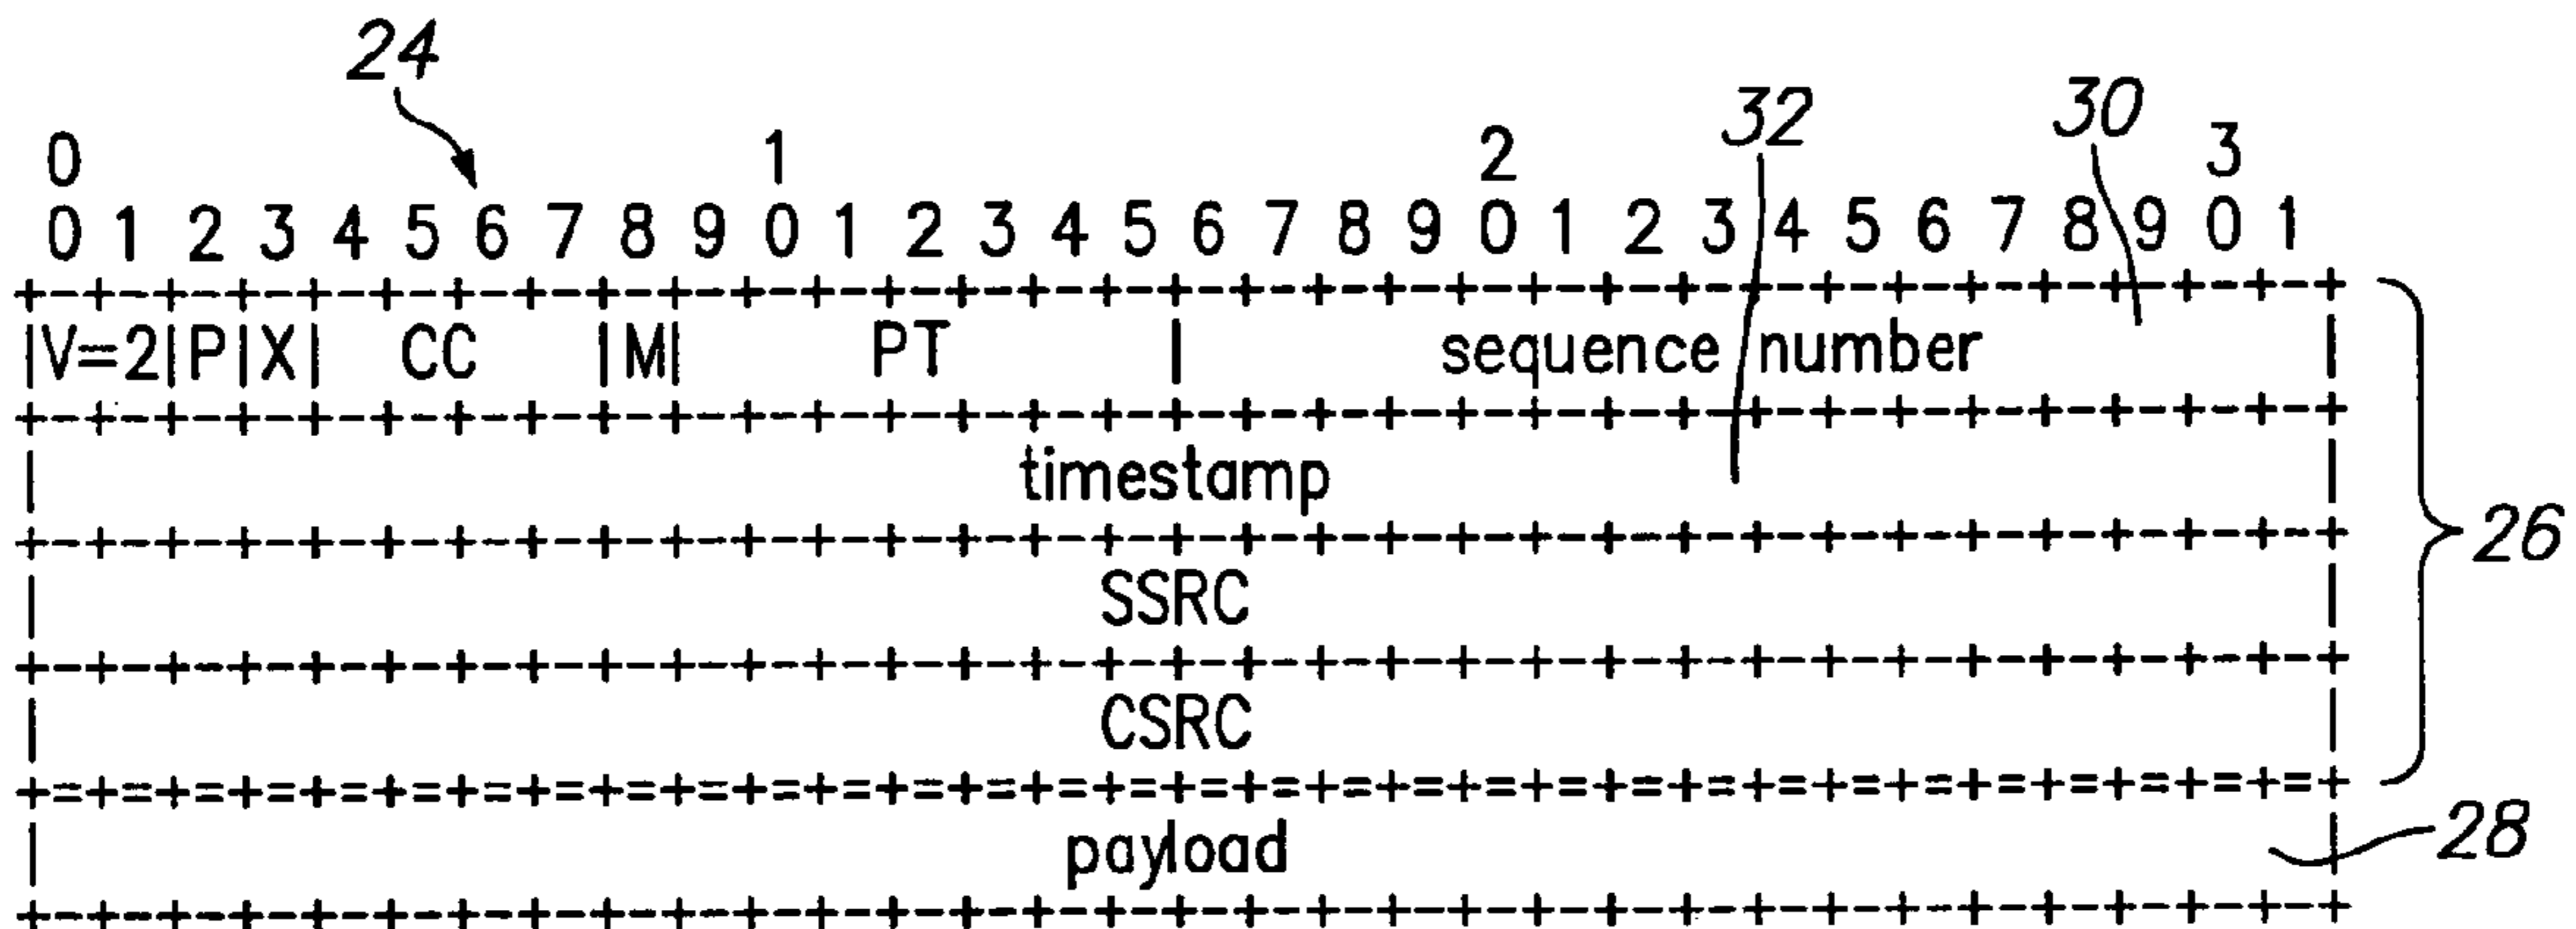 24
32
30
0 1 2 3
0 1 2 3 4 5 6 7 8 9 0 1 2 3 4 5 6 7 8 9 0 1 2 3 4 5 6 7 8 9 0 1
+-+-+-+-+-+-+-+-+-+-+-+-+-+-+-+-+-+-+-+-+-+-+-+-+-+-+-+-+-+-+-+-+
|V=2|P|X| CC |M| PT | sequence number |
+-+-+-+-+-+-+-+-+-+-+-+-+-+-+-+-+-+-+-+-+-+-+-+-+-+-+-+-+-+-+-+-+
| timestamp |
+-+-+-+-+-+-+-+-+-+-+-+-+-+-+-+-+-+-+-+-+-+-+-+-+-+-+-+-+-+-+-+-+
26
| SSRC |
+-+-+-+-+-+-+-+-+-+-+-+-+-+-+-+-+-+-+-+-+-+-+-+-+-+-+-+-+-+-+-+-+
| CSRC |
+=+=+=+=+=+=+=+=+=+=+=+=+=+=+=+=+=+=+=+=+=+=+=+=+=+=+=+=+=+=+=+=+
| payload | 28
+-+-+-+-+-+-+-+-+-+-+-+-+-+-+-+-+-+-+-+-+-+-+-+-+-+-+-+-+-+-+-+-+